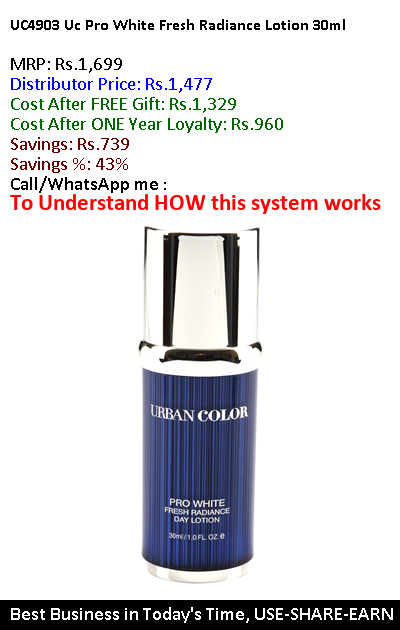 UC4903 Uc Pro White Fresh Radiance Lotion 30ml
MRP: Rs.1,699
Distributor Price: Rs.1,477
Cost After FREE Gift: Rs.1,329
Cost After ONE Year Loyalty: Rs.960
Savings: Rs.739
Savings %: 43%
Call/WhatsApp me :
To Understand HOW this system works
URBAN COLOR
PRO WHITE
FRESH RADIANCE
DAY LOTION
30ml / 1.0 FL. OZ. e
Best Business in Today's Time, USE-SHARE-EARN